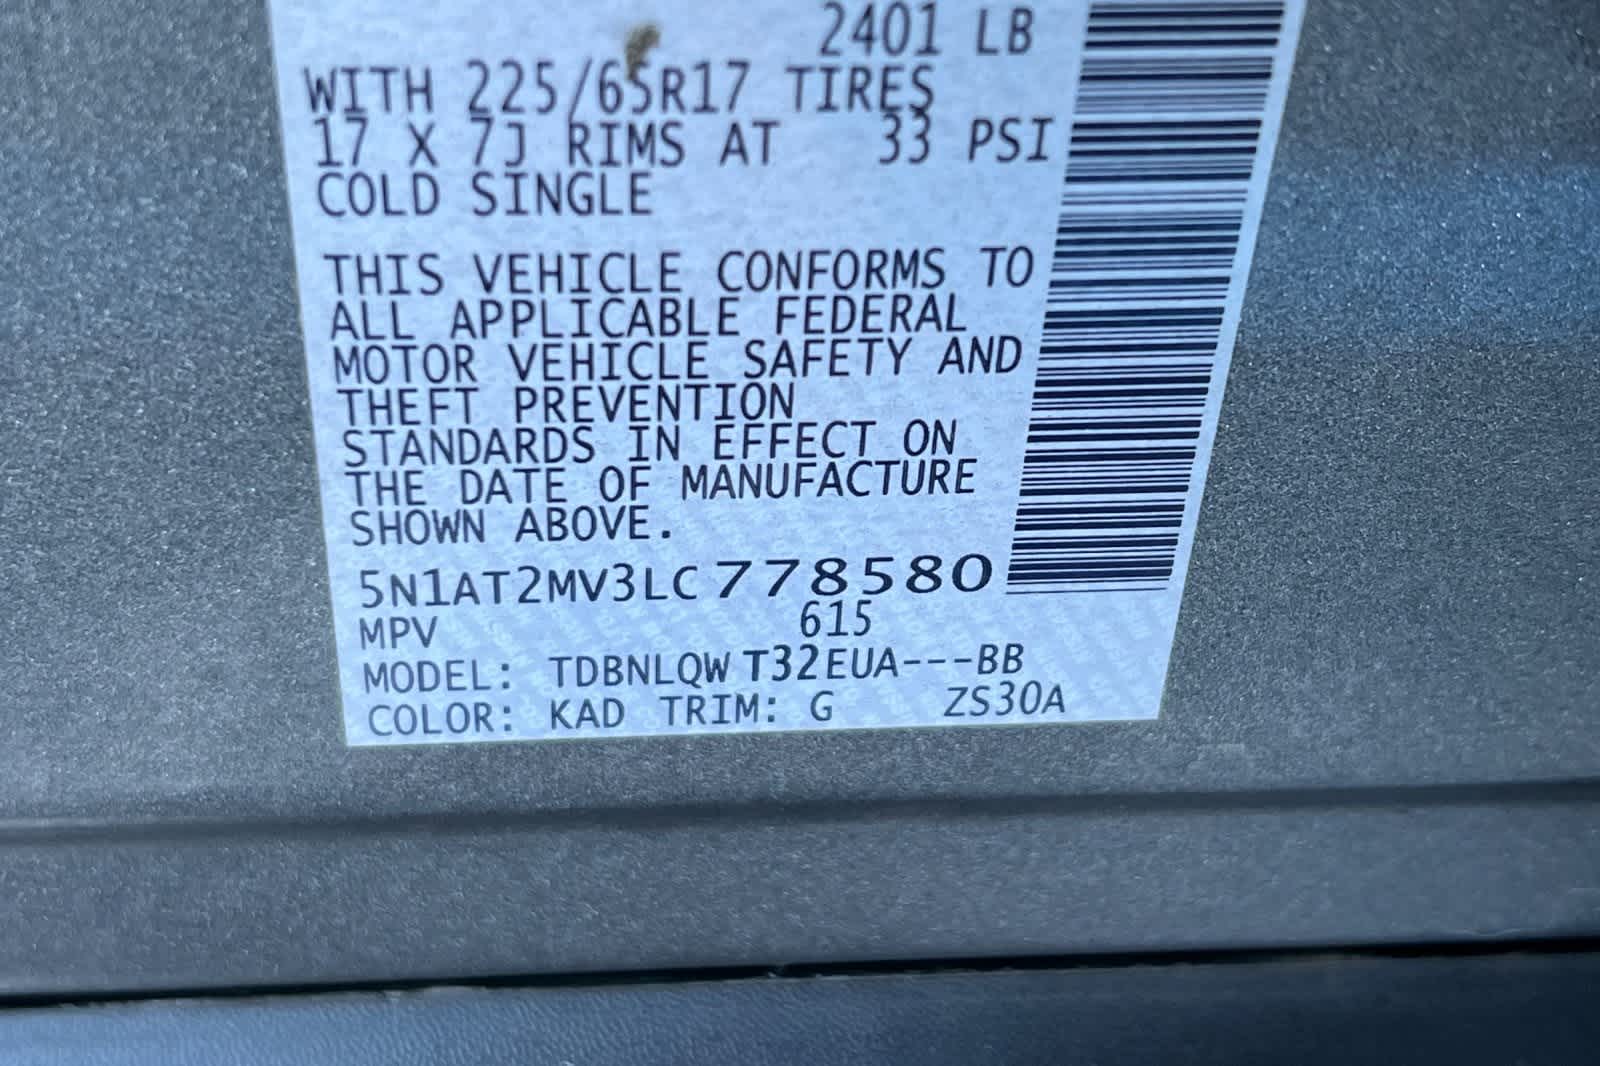 2401 LB
WITH 225/65R17 TIRES
17 X 7J RIMS AT 33 PSI
COLD SINGLE
THIS VEHICLE CONFORMS TO
ALL APPLICABLE FEDERAL
MOTOR VEHICLE SAFETY AND
THEFT PREVENTION
STANDARDS IN EFFECT ON
THE DATE OF MANUFACTURE
SHOWN ABOVE.
5N1AT2MV3LC778580
MPV 615
MODEL: TDBNLQW T32EUA---BB
COLOR: KAD TRIM: G ZS30A